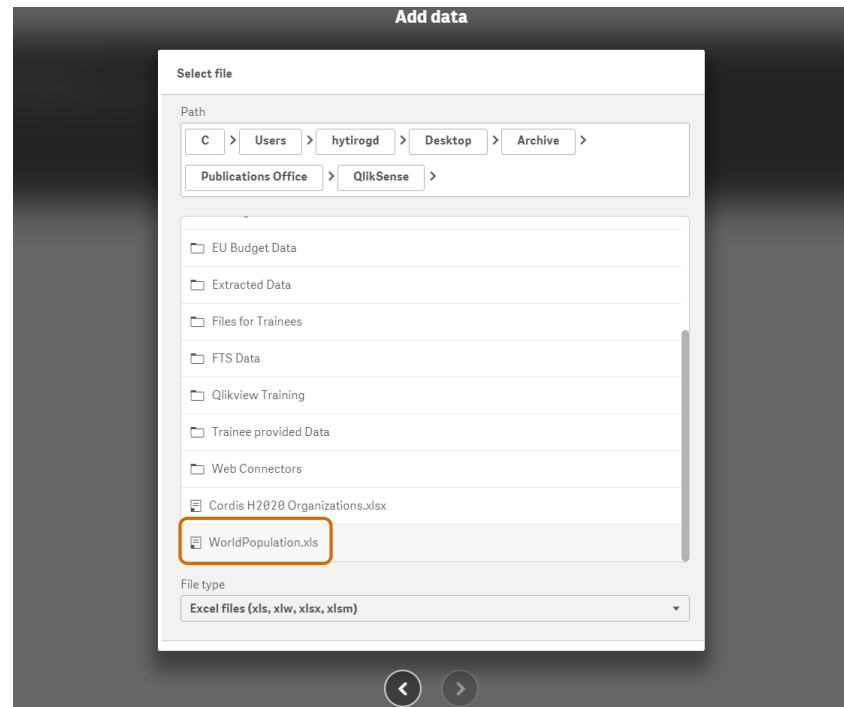 Add data
Select file
Path
C > Users > hytirogd > Desktop > Archive >
Publications Office > QlikSense >
EU Budget Data
Extracted Data
Files for Trainees
FTS Data
Qlikview Training
Trainee provided Data
Web Connectors
Cordis H2020 Organizations.xlsx
WorldPopulation.xls
File type
Excel files (xls, xlw, xlsx, xlsm)